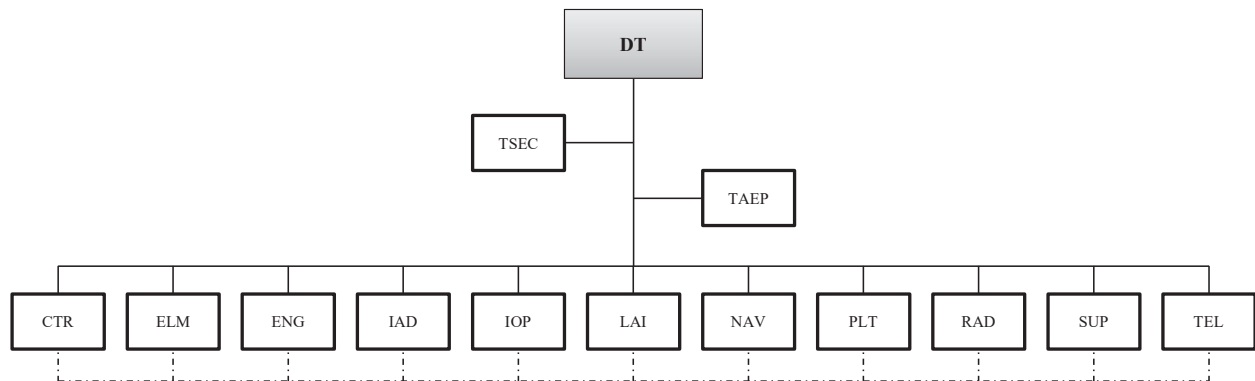 DT
TSEC
TAEP
CTR ELM ENG IAD IOP LAI NAV PLT RAD SUP TEL